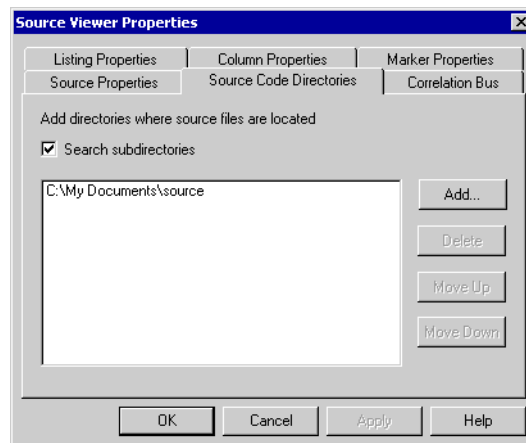 Source Viewer Properties
Listing Properties Column Properties Marker Properties
Source Properties Source Code Directories Correlation Bus
Add directories where source files are located
Search subdirectories
C:\My Documents\source
Add...
Delete
Move Up
Move Down
OK Cancel Apply Help